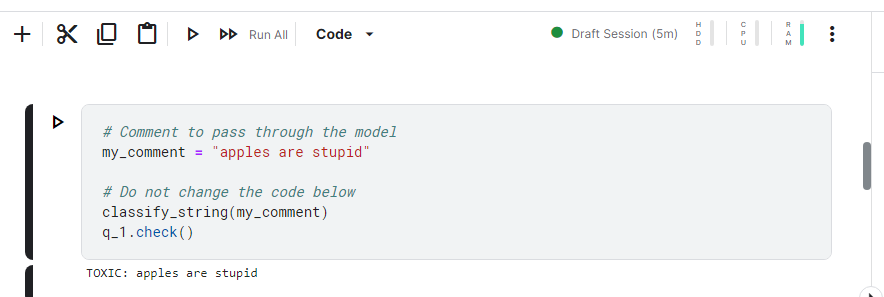 Run All
Code
Draft Session (5m)
HDD
CPU
RAM
# Comment to pass through the model
my_comment = "apples are stupid"
# Do not change the code below
classify_string(my_comment)
q_1.check()
TOXIC: apples are stupid